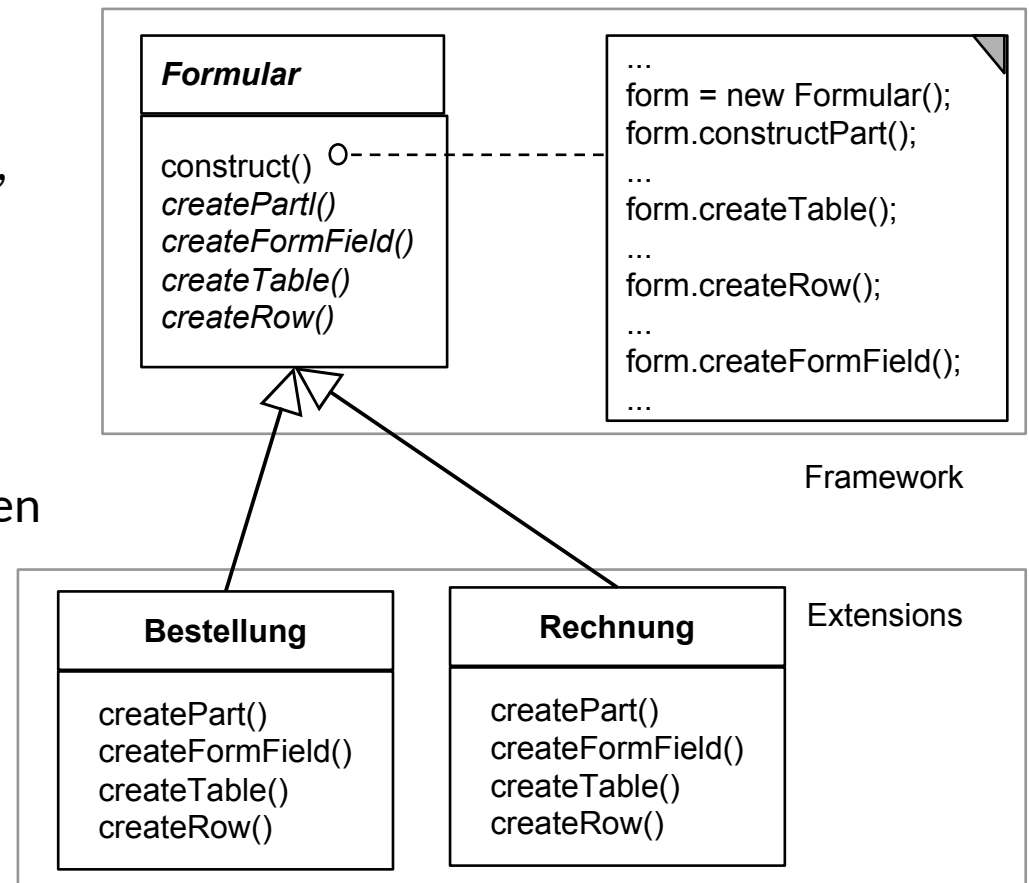 Formular
construct()
createPartl()
createFormField()
createTable()
createRow()
...
form = new Formular();
form.constructPart();
...
form.createTable();
...
form.createRow();
...
form.createFormField();
...
,
Framework
en
Extensions
Bestellung
createPart()
createFormField()
createTable()
createRow()
Rechnung
createPart()
createFormField()
createTable()
createRow()